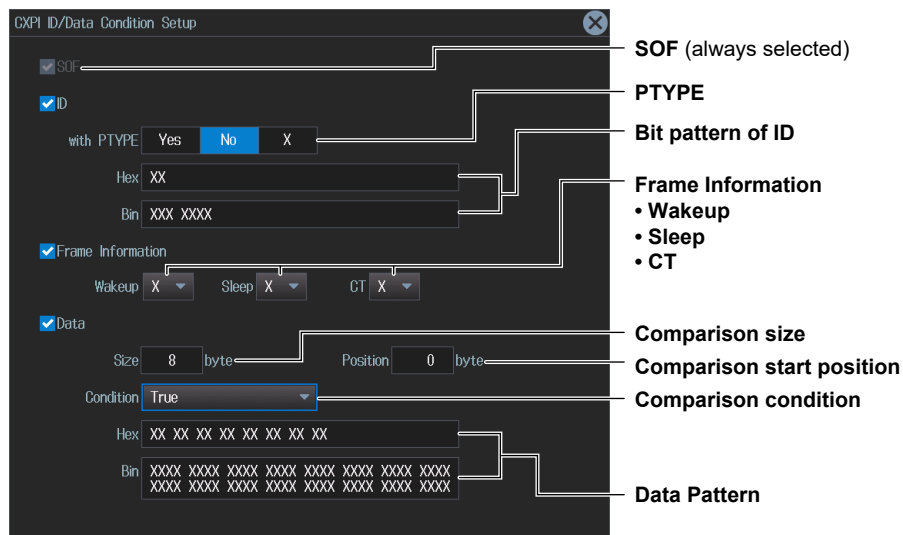 CXPI ID/Data Condition Setup
SOF
SOF (always selected)
ID
PTYPE
with PTYPE Yes No X
Bit pattern of ID
Hex XX
Bin XXX XXXX
Frame Information
• Wakeup
• Sleep
• CT
Frame Information
Wakeup X Sleep X CT X
Data
Comparison size
Size 8 byte Position 0 byte
Comparison start position
Condition True
Comparison condition
Hex XX XX XX XX XX XX XX XX
Bin XXXX XXXX XXXX XXXX XXXX XXXX XXXX XXXX
XXXX XXXX XXXX XXXX XXXX XXXX XXXX XXXX
Data Pattern